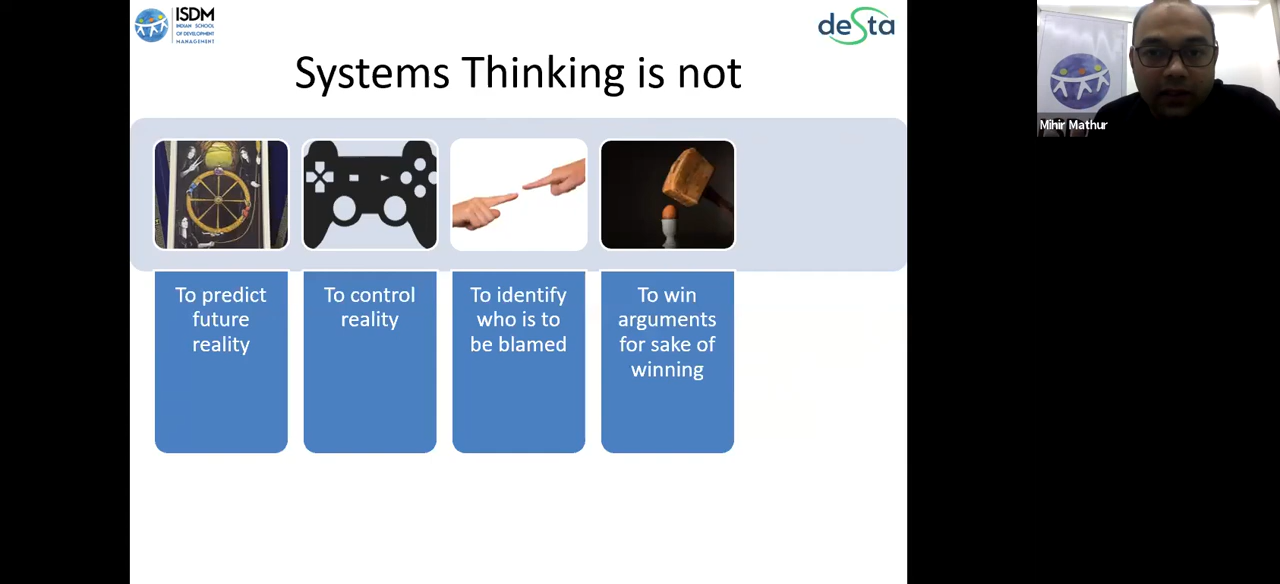 ISDM
INDIAN SCHOOL
OF DEVELOPMENT
MANAGEMENT
desta
Systems Thinking is not
To predict
future
reality
To control
reality
To identify
who is to
be blamed
To win
arguments
for sake of
winning
Mihir Mathur